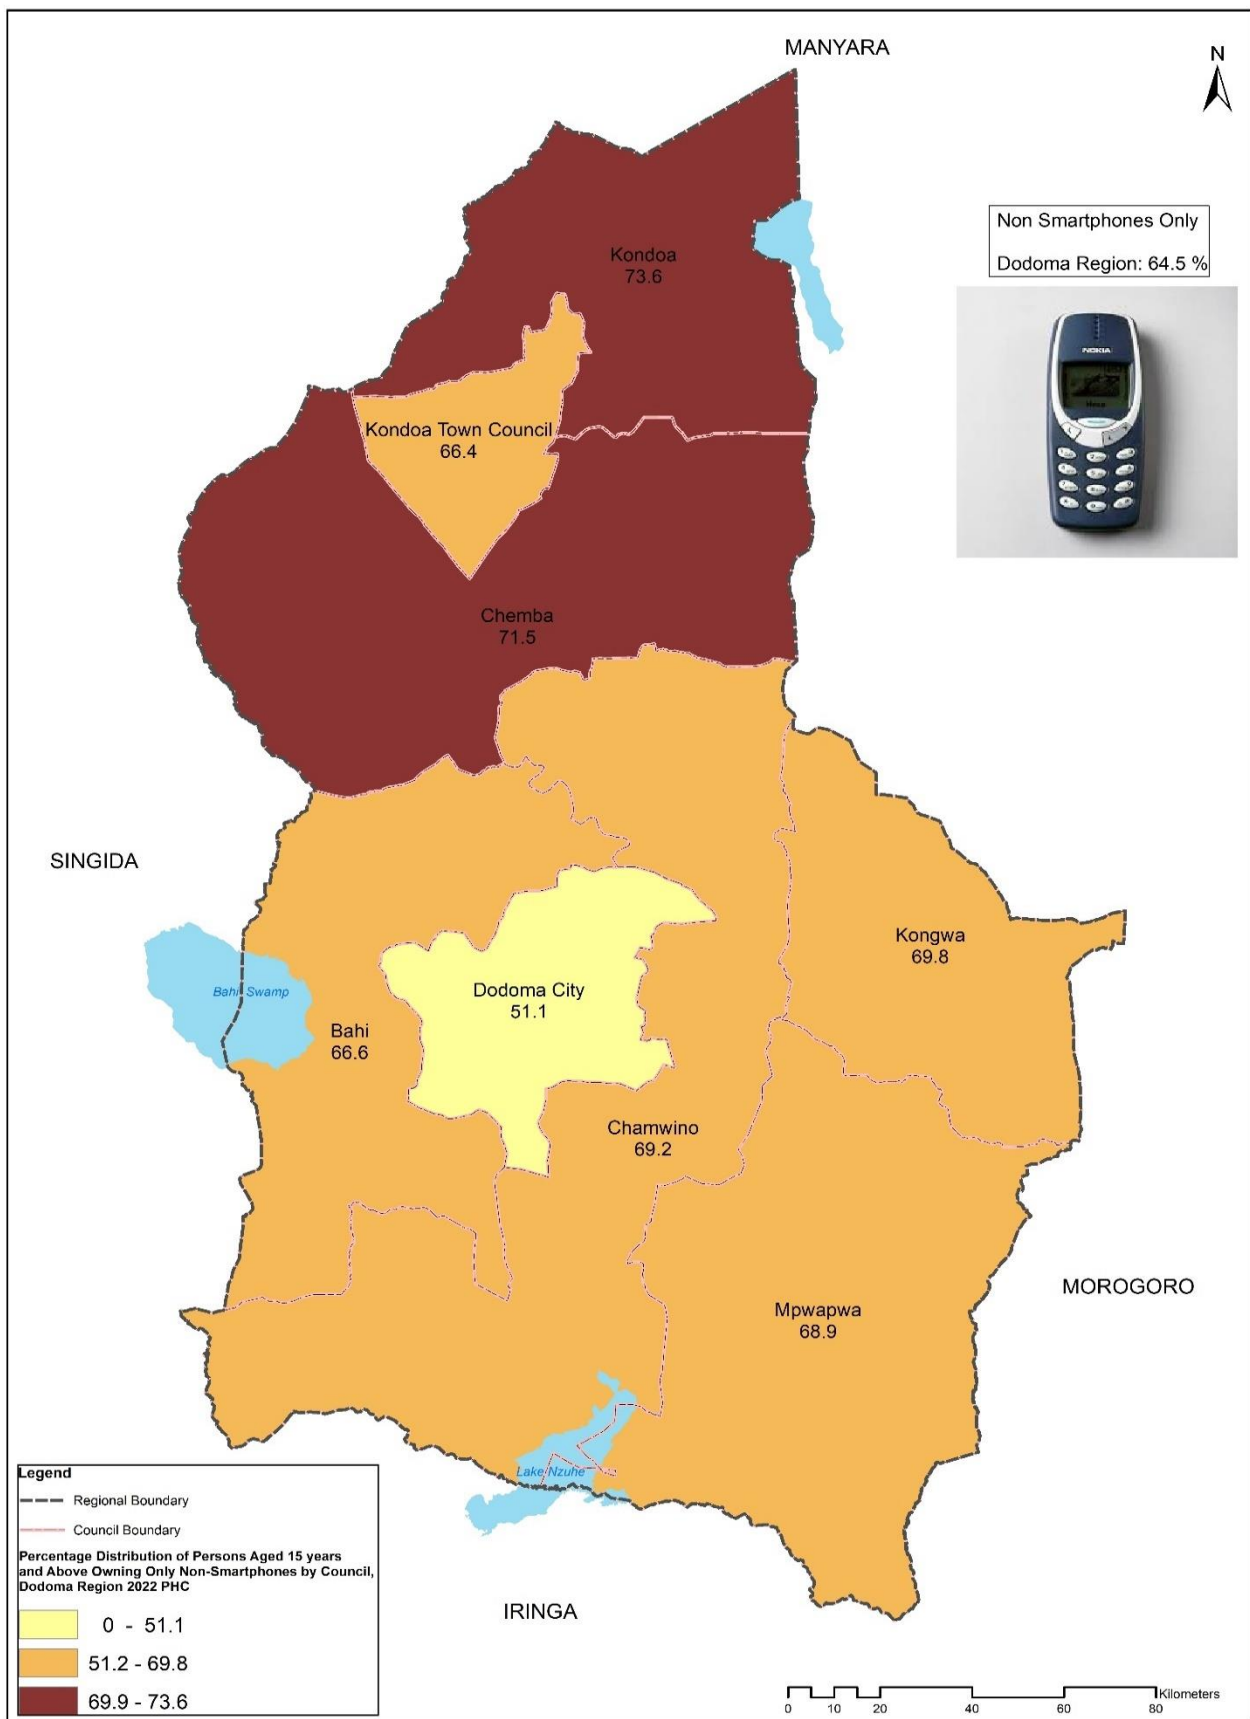 MANYARA
N
Non Smartphones Only
Dodoma Region: 64.5 %
NOKIA
Kondoa
73.6
Kondoa Town Council
66.4
Chemba
71.5
SINGIDA
Kongwa
69.8
Bahi Swamp
Dodoma City
51.1
Bahi
66.6
Chamwino
69.2
MOROGORO
Mpwapwa
68.9
Lake Nzuhe
IRINGA
Legend
Regional Boundary
Council Boundary
Percentage Distribution of Persons Aged 15 years
and Above Owning Only Non-Smartphones by Council,
Dodoma Region 2022 PHC
0 - 51.1
51.2 - 69.8
69.9 - 73.6
Kilometers
0 10 20 40 60 80